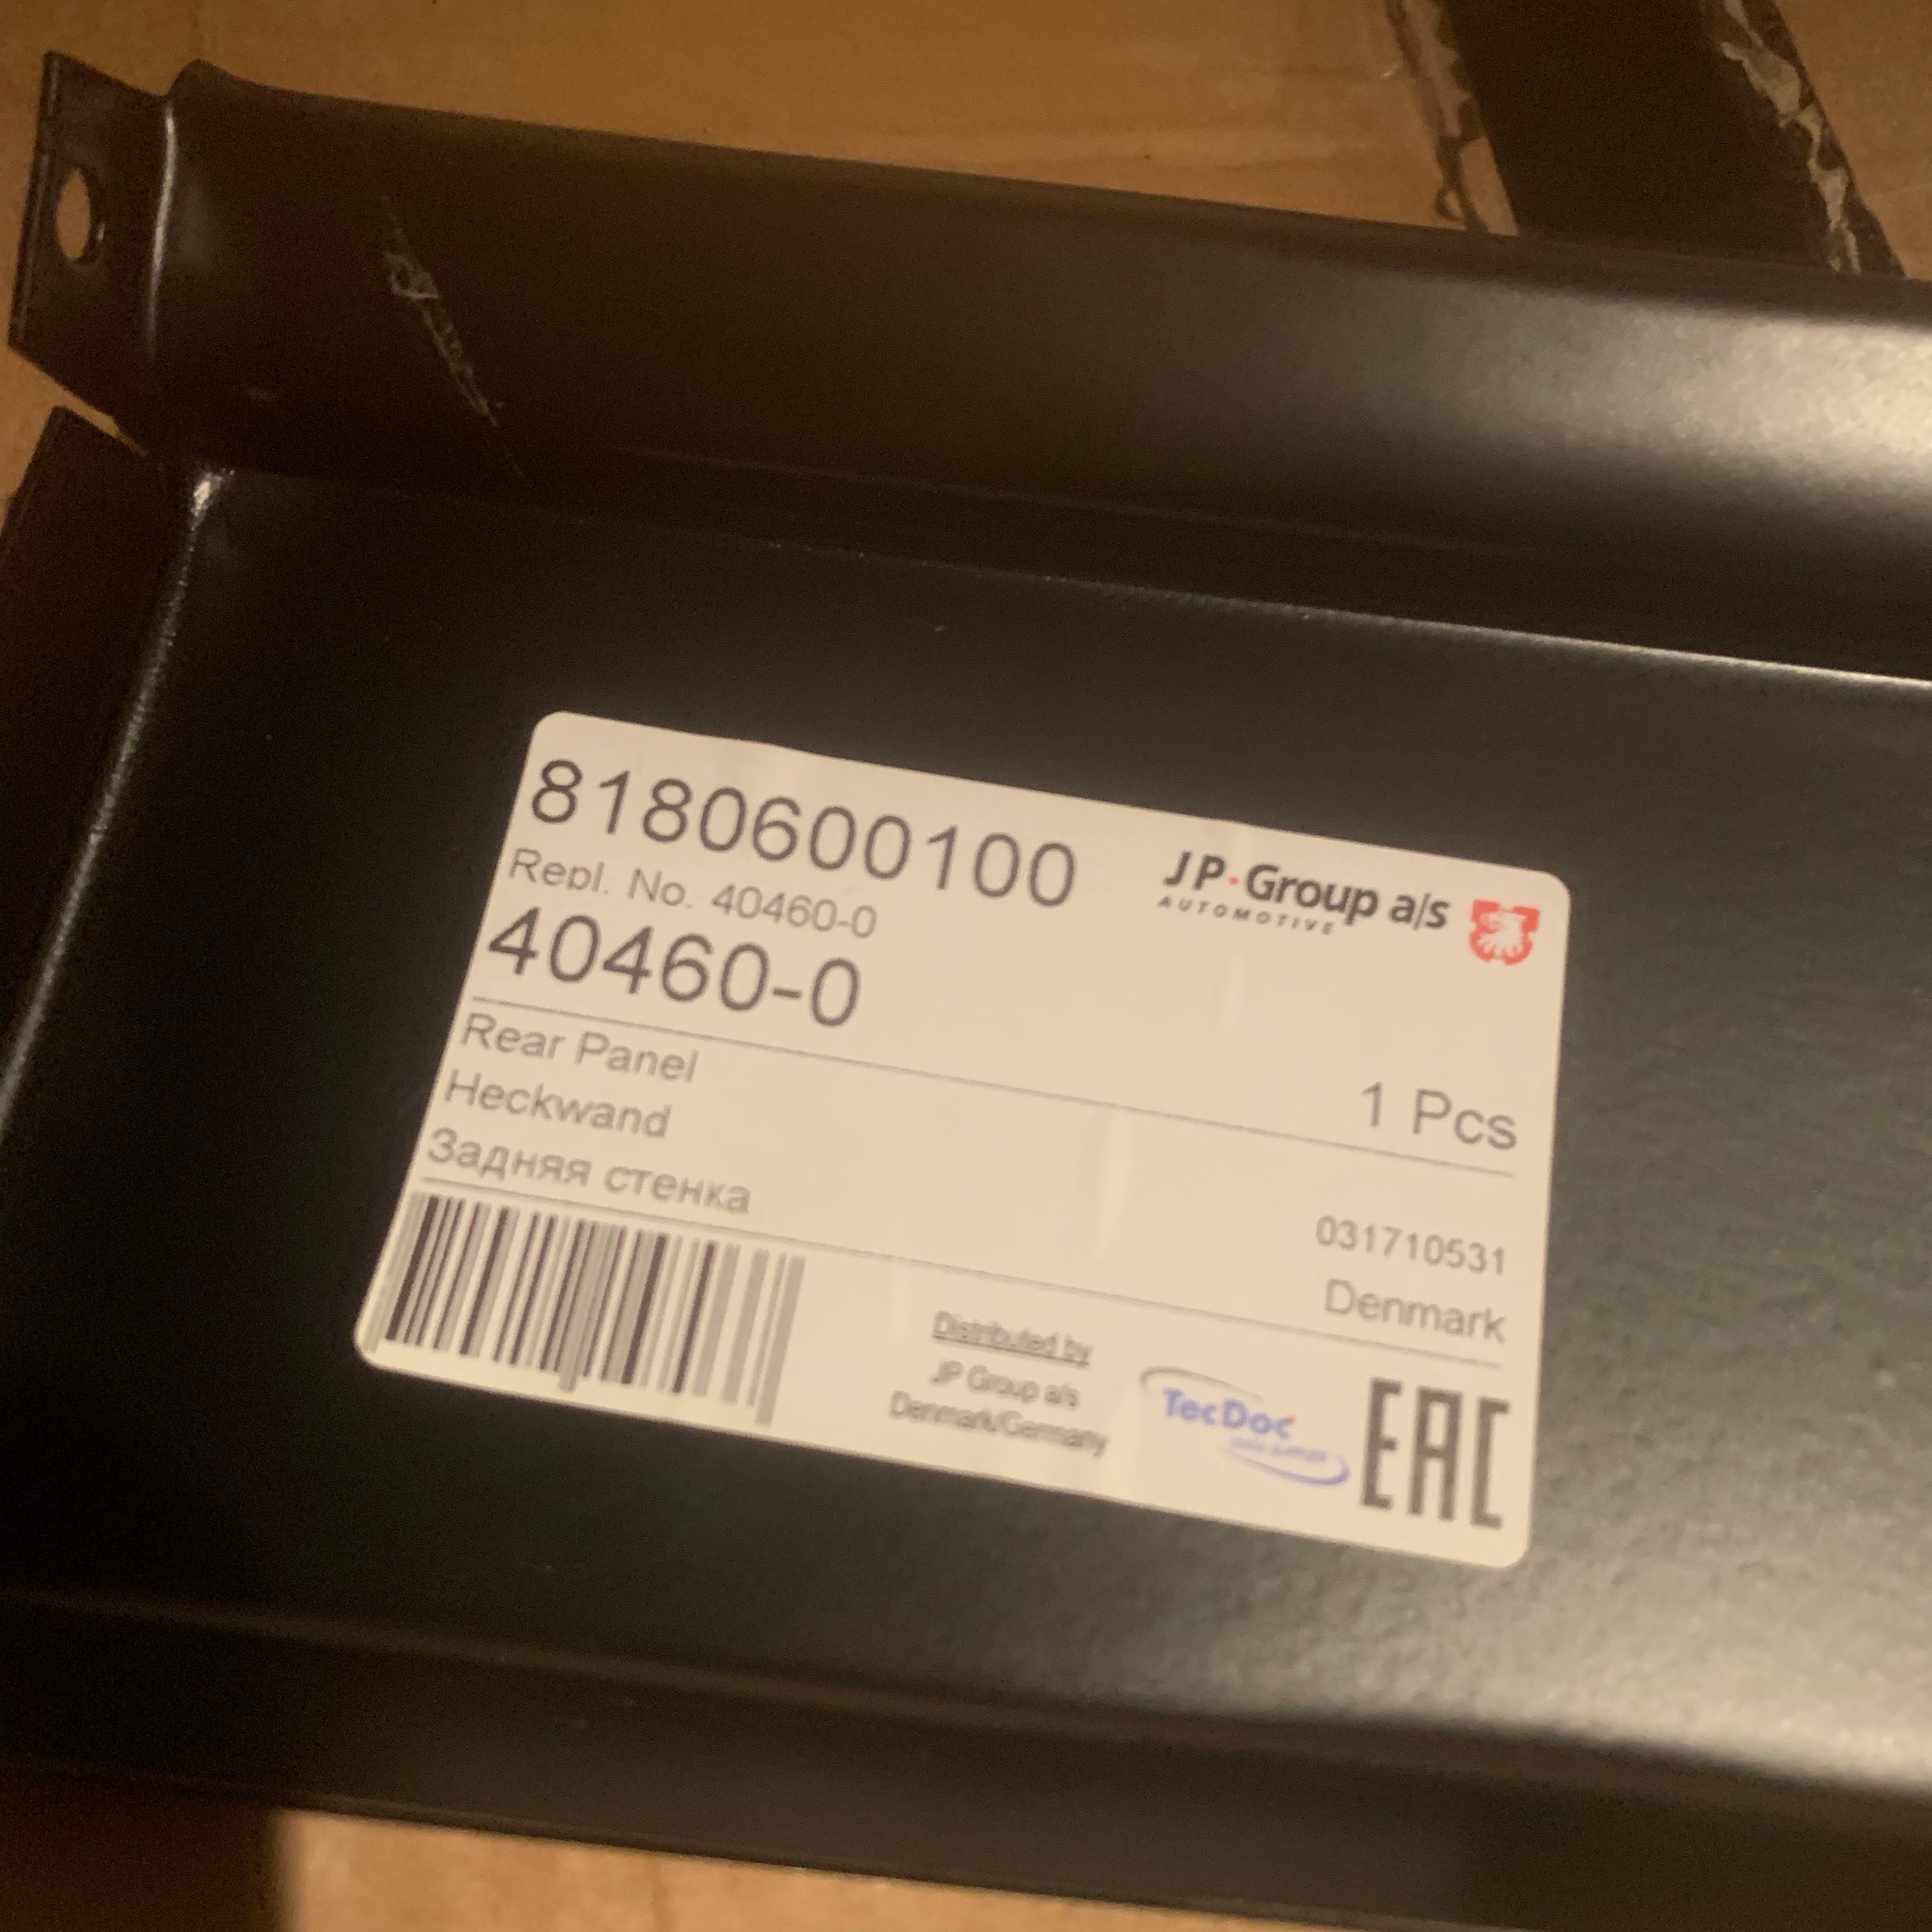 8180600100
JP Group a/s
AUTOMOTIVE
Repl. No. 40460-0
40460-0
1 Pcs
Rear Panel
Heckwand
Задняя стенка
031710531
Denmark
Distributed by
JP Group a/s
Denmark/Germany
TecDoc
EAC